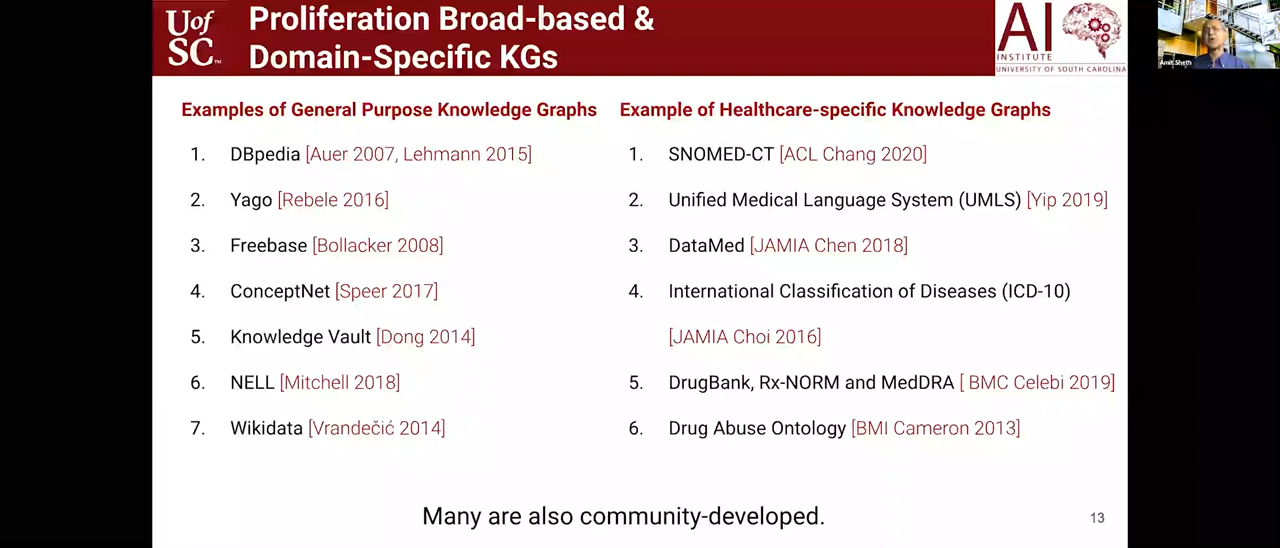 UofSC™
Proliferation Broad-based &
Domain-Specific KGs
AI
INSTITUTE
UNIVERSITY OF SOUTH CAROLINA
Amit Sheth
Examples of General Purpose Knowledge Graphs
1. DBpedia [Auer 2007, Lehmann 2015]
2. Yago [Rebele 2016]
3. Freebase [Bollacker 2008]
4. ConceptNet [Speer 2017]
5. Knowledge Vault [Dong 2014]
6. NELL [Mitchell 2018]
7. Wikidata [Vrandečić 2014]
Example of Healthcare-specific Knowledge Graphs
1. SNOMED-CT [ACL Chang 2020]
2. Unified Medical Language System (UMLS) [Yip 2019]
3. DataMed [JAMIA Chen 2018]
4. International Classification of Diseases (ICD-10)
[JAMIA Choi 2016]
5. DrugBank, Rx-NORM and MedDRA [ BMC Celebi 2019]
6. Drug Abuse Ontology [BMI Cameron 2013]
Many are also community-developed.
13